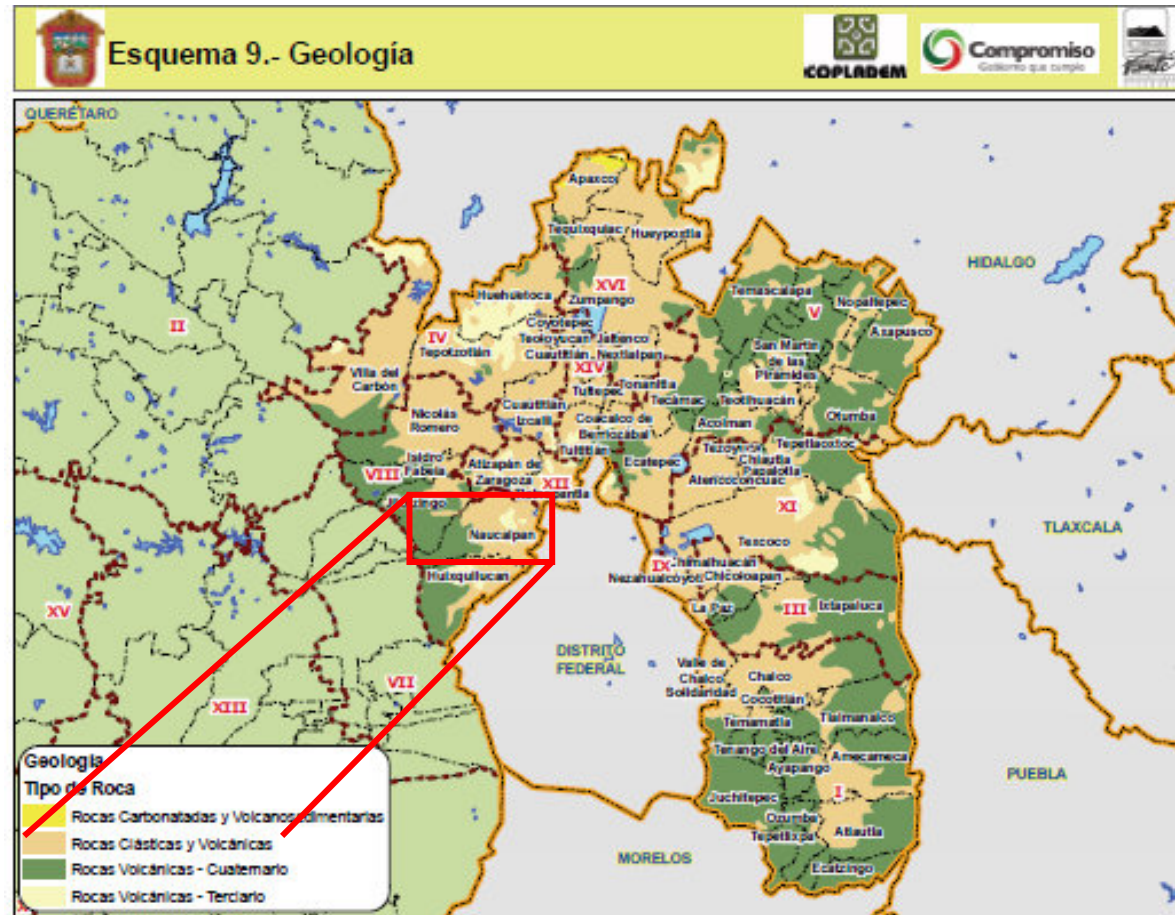 Esquema 9.- Geología
COPLADEM
Compromiso
Gobierno que cumple
QUERÉTARO
HIDALGO
TLAXCALA
PUEBLA
MORELOS
DISTRITO
FEDERAL
Apaxco
Tequixquiac
Hueypoxtla
XVI
Zumpango
Huehuetoca
Coyotepec
Teoloyucan
Jaltenco
Cuautitlán
Nextlalpan
XIV
Tonanitla
Tultepec
IV
Tepotzotlán
II
Villa del
Carbón
Nicolás
Romero
Cuautitlán
Izcalli
Coacalco de
Berriozábal
Tultitlán
Tecámac
Temascalapa
V
Nopaltepec
Axapusco
San Martín
de las
Pirámides
Teotihuacán
Otumba
Acolman
Tepetlaoxtoc
Tezoyuca
Chiautla
Papalotla
Ecatepec
Isidro
Fabela
VIII
Atizapán de
Zaragoza
XII
Naucalpan
Huixquilucan
XI
Texcoco
IX
Chimalhuacán
Nezahualcóyotl
Chicoloapan
La Paz
III
Ixtapaluca
XV
VII
XIII
Valle de
Chalco
Solidaridad
Chalco
Cocotitlán
Temamatla
Tlalmanalco
Tenango del Aire
Amecameca
Ayapango
Juchitepec
I
Ozumba
Tepetlixpa
Atlautla
Ecatzingo
Geología
Tipo de Roca
Rocas Carbonatadas y Volcanosedimentarias
Rocas Clásticas y Volcánicas
Rocas Volcánicas - Cuaternario
Rocas Volcánicas - Terciario